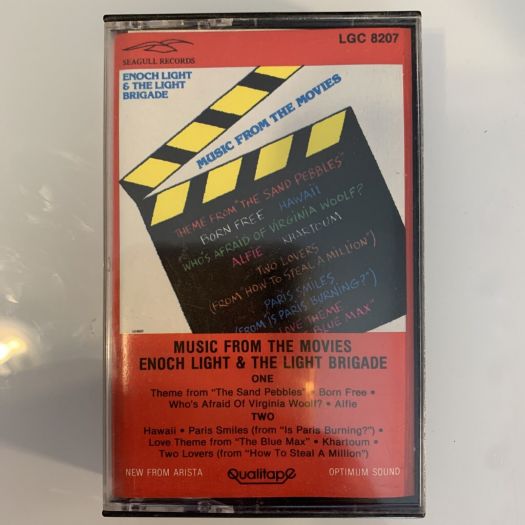 LGC 8207
SEAGULL RECORDS
ENOCH LIGHT
& THE LIGHT
BRIGADE
MUSIC FROM THE MOVIES
THEME FROM "THE SAND PEBBLES"
BORN FREE HAWAII
WHO'S AFRAID OF VIRGINIA WOOLF?
ALFIE KHARTOUM
TWO LOVERS
(FROM "HOW TO STEAL A MILLION")
PARIS SMILES
(FROM "IS PARIS BURNING?")
LOVE THEME
BLUE MAX"
MUSIC FROM THE MOVIES
ENOCH LIGHT & THE LIGHT BRIGADE
ONE
Theme from "The Sand Pebbles" • Born Free •
Who's Afraid Of Virginia Woolf? • Alfie
TWO
Hawaii • Paris Smiles (from "Is Paris Burning?") •
Love Theme from "The Blue Max" • Khartoum •
Two Lovers (from "How To Steal A Million")
NEW FROM ARISTA
Qualitape
OPTIMUM SOUND